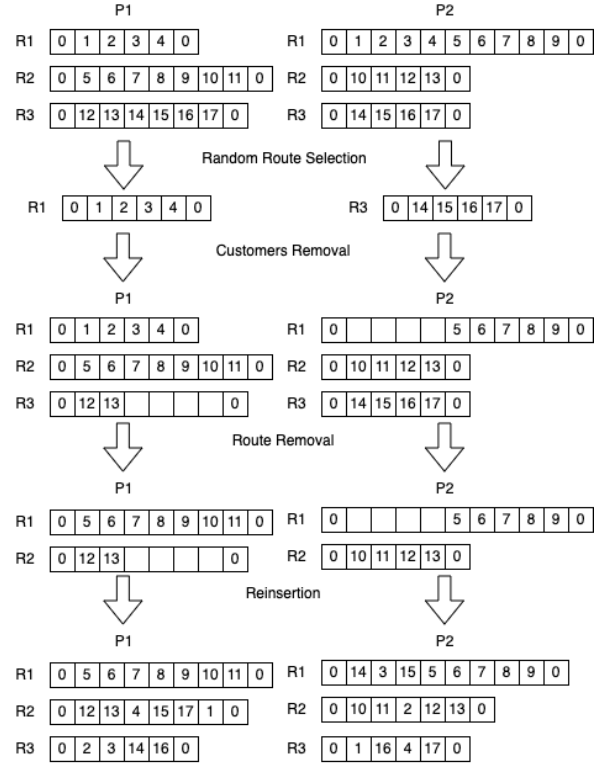 P1 P2
R1 0 1 2 3 4 0 R1 0 1 2 3 4 5 6 7 8 9 0
R2 0 5 6 7 8 9 10 11 0 R2 0 10 11 12 13 0
R3 0 12 13 14 15 16 17 0 R3 0 14 15 16 17 0
Random Route Selection
R1 0 1 2 3 4 0 R3 0 14 15 16 17 0
Customers Removal
P1 P2
R1 0 1 2 3 4 0 R1 0 5 6 7 8 9 0
R2 0 5 6 7 8 9 10 11 0 R2 0 10 11 12 13 0
R3 0 12 13 0 R3 0 14 15 16 17 0
Route Removal
P1 P2
R1 0 5 6 7 8 9 10 11 0 R1 0 5 6 7 8 9 0
R2 0 12 13 0 R2 0 10 11 12 13 0
Reinsertion
P1 P2
R1 0 5 6 7 8 9 10 11 0 R1 0 14 3 15 5 6 7 8 9 0
R2 0 12 13 4 15 17 1 0 R2 0 10 11 2 12 13 0
R3 0 2 3 14 16 0 R3 0 1 16 4 17 0